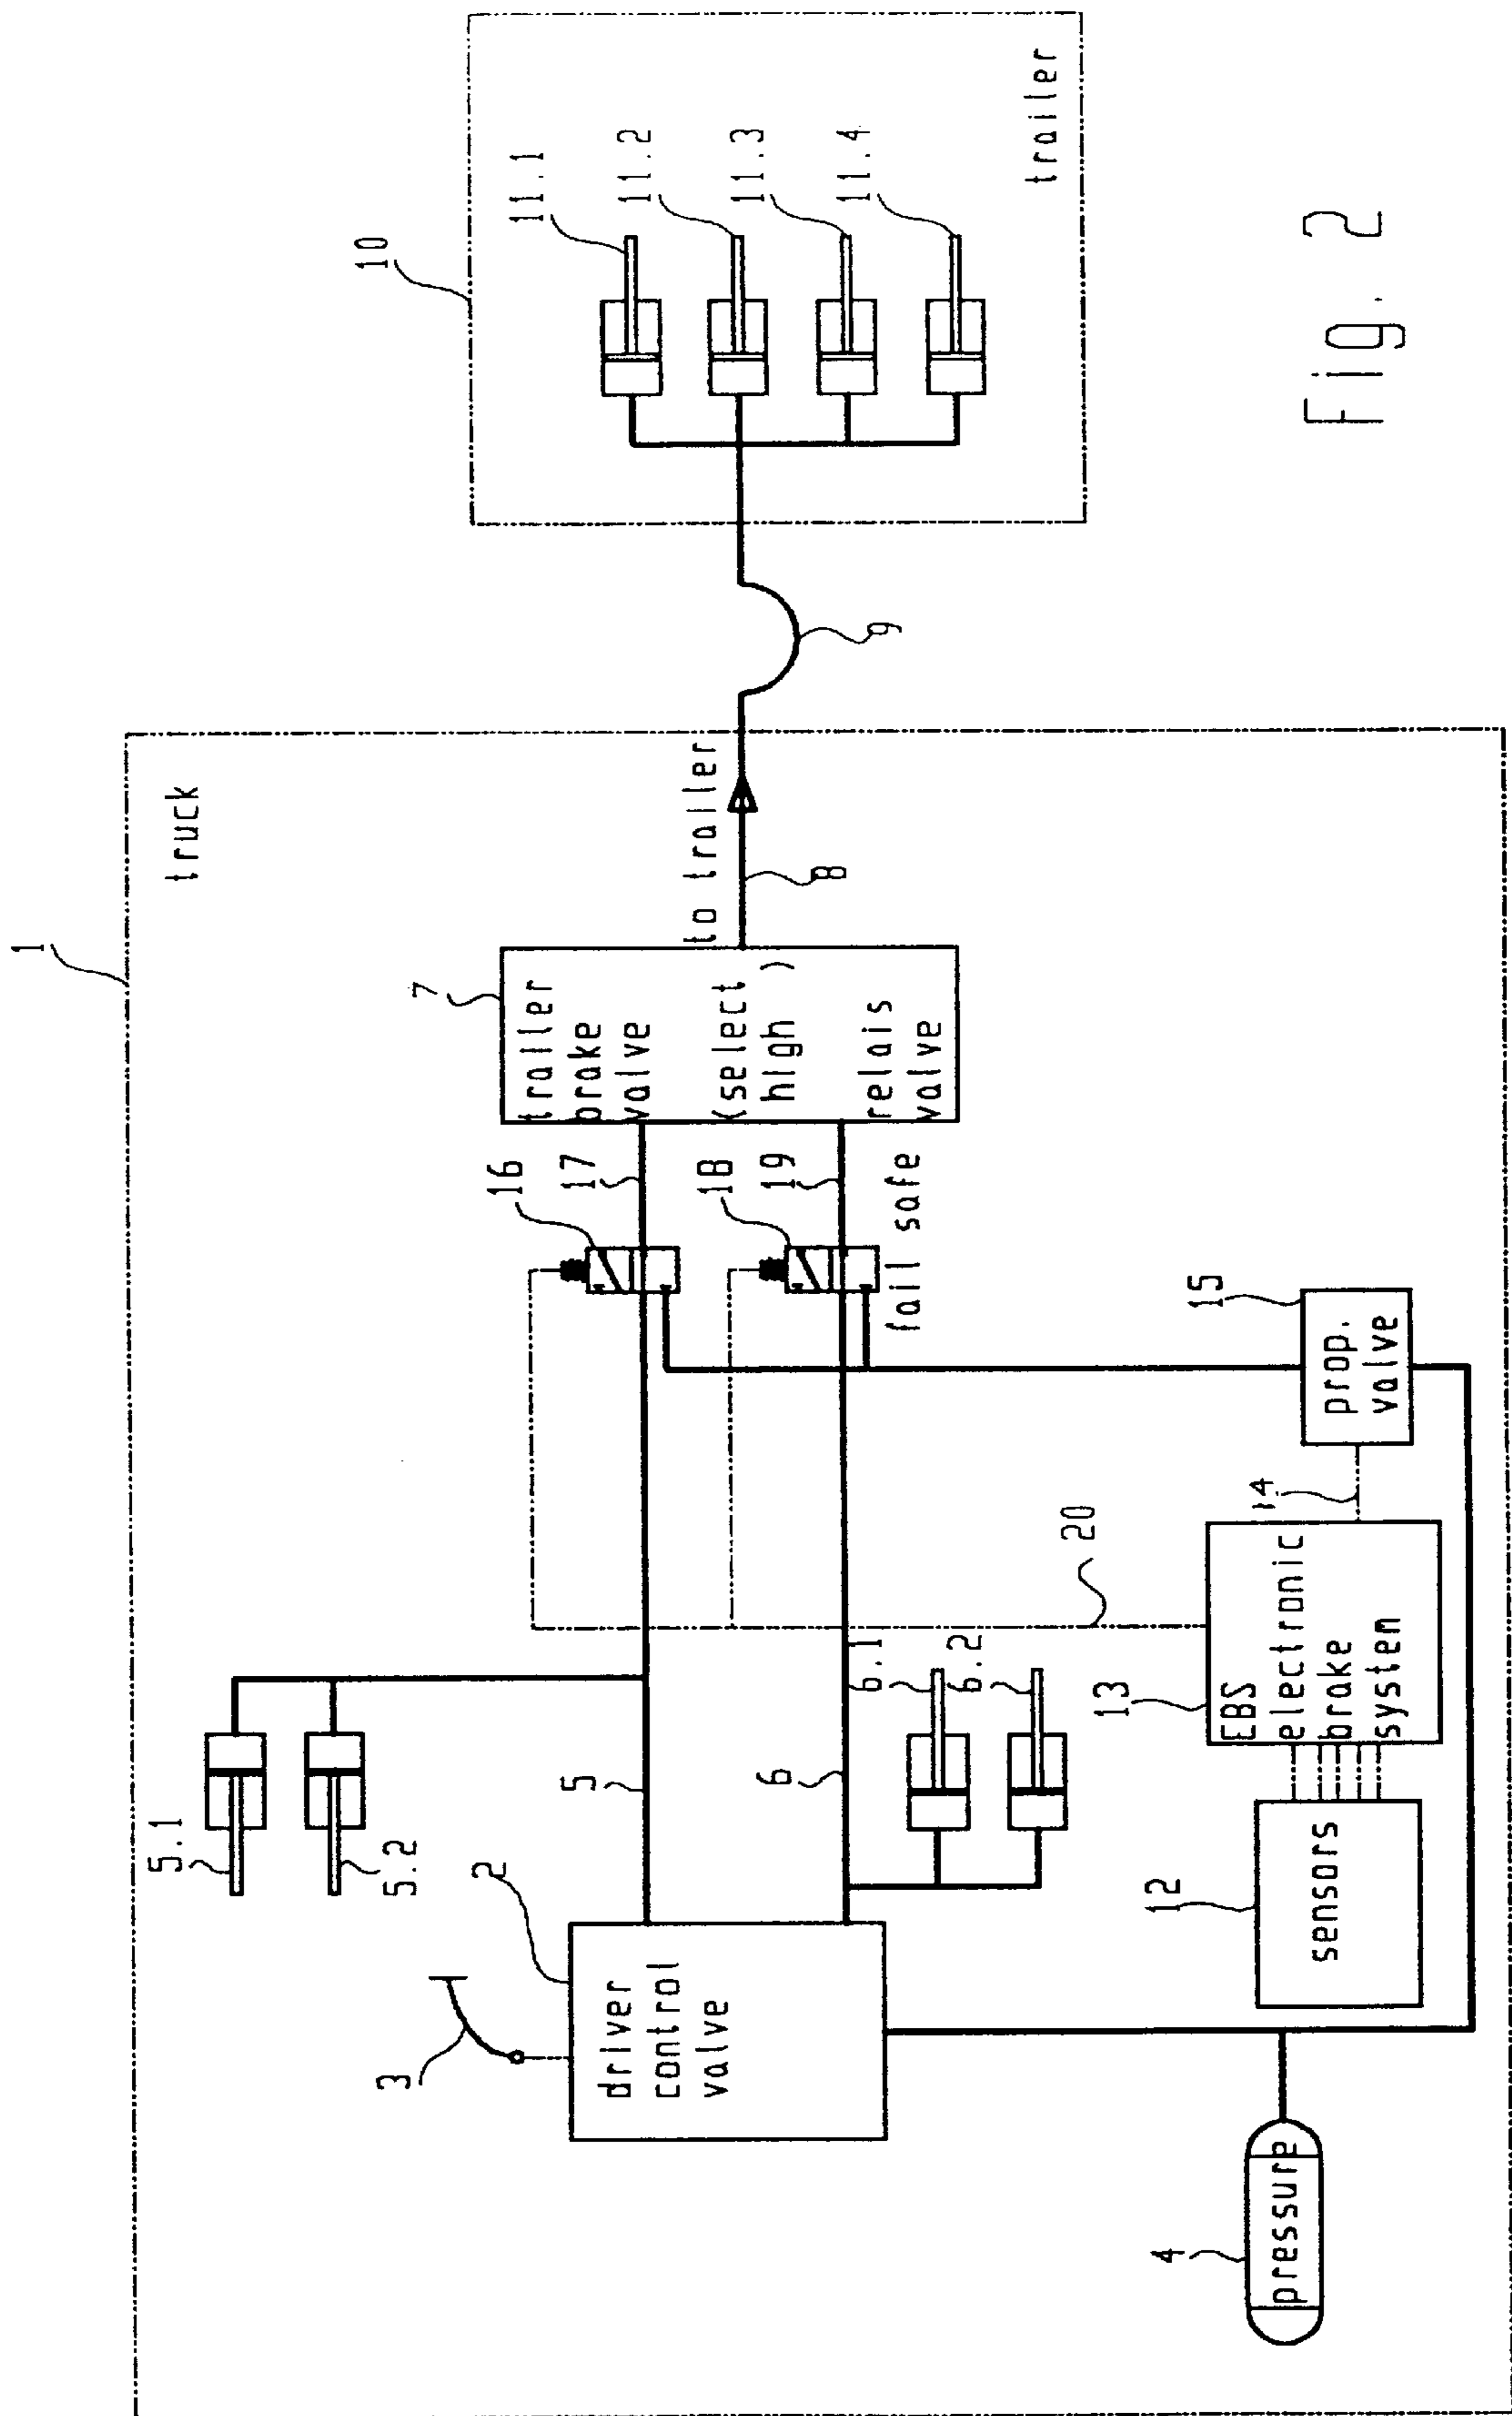 1
truck
5.1
5.2
3
2
driver
control
valve
5
6
6.1
6.2
4
pressure
12
sensors
13
EBS
electronic
brake
systen
20
14
15
prop.
valve
16
17
18
19
fail safe
7
trailer
brake
valve
(select
high )
relais
valve
to trailer
8
9
10
11.1
11.2
11.3
11.4
trailer
Fig. 2